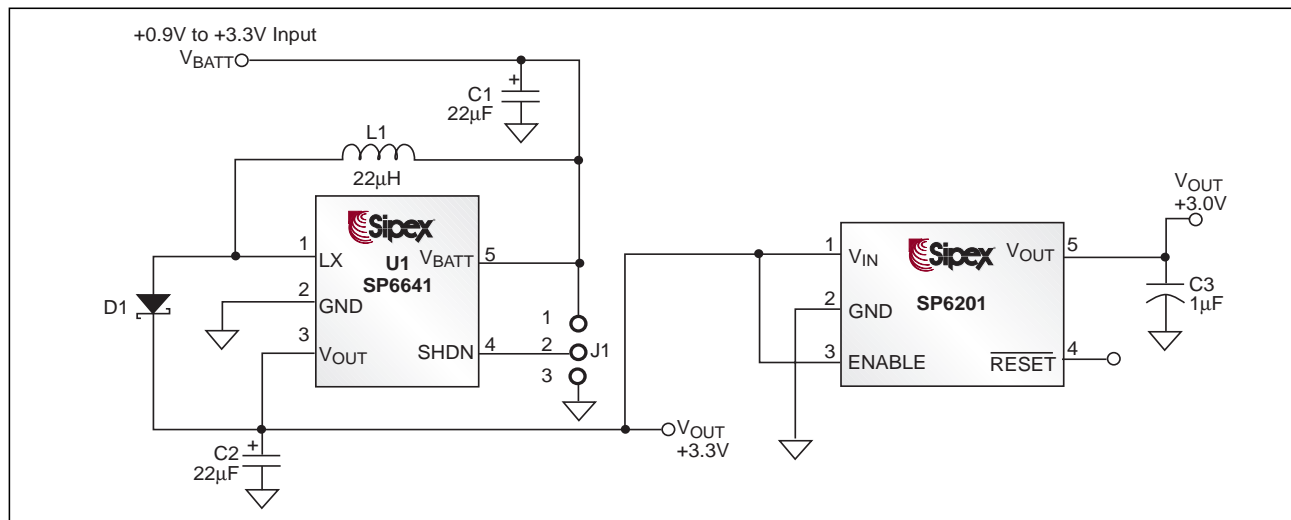 +0.9V to +3.3V Input
VBATT
+
C1
22μF
L1
22μH
Sipex
1
LX
U1
VBATT
5
SP6641
2
GND
D1
3
VOUT
SHDN
4
1
2
J1
3
+
C2
22μF
VOUT
+3.3V
VOUT
+3.0V
1
VIN
Sipex
VOUT
5
SP6201
2
GND
C3
1μF
3
ENABLE
RESET
4